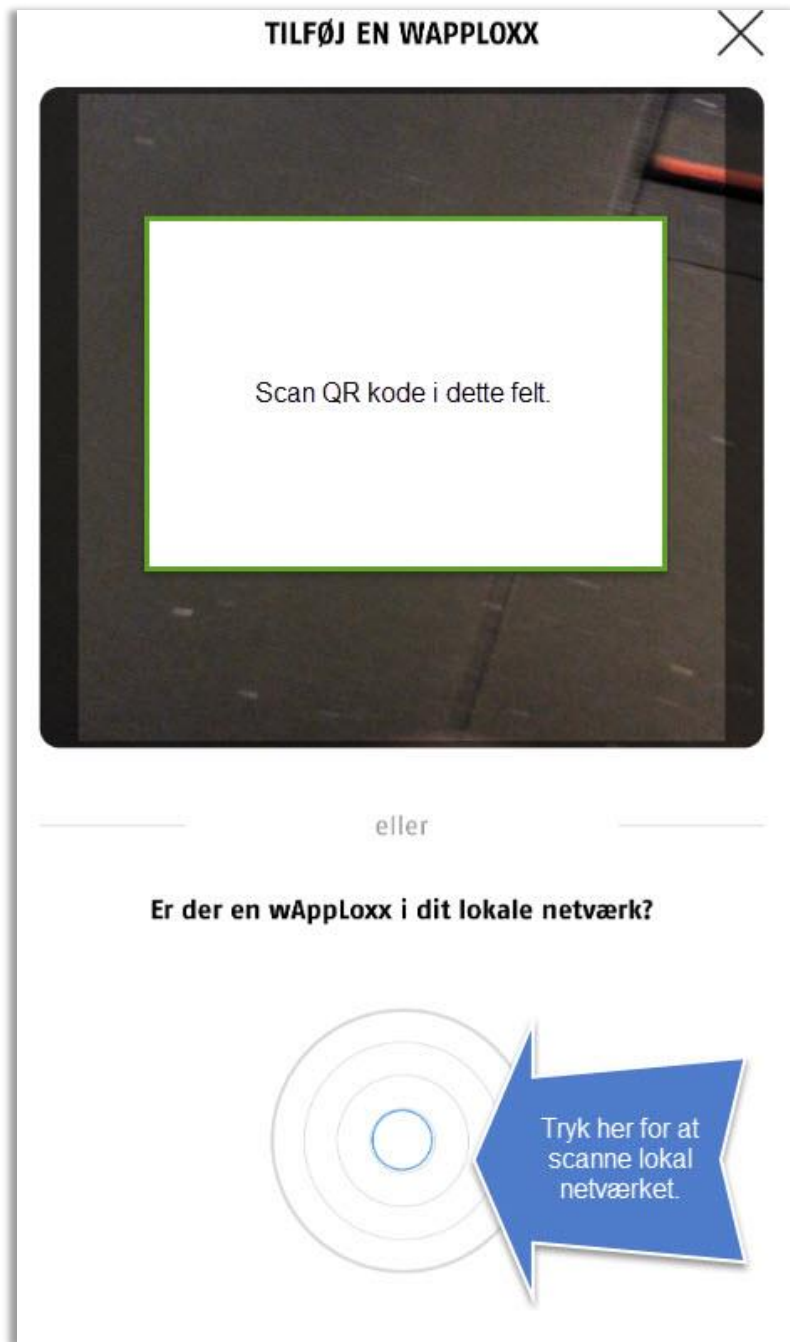 TILFØJ EN WAPPLOXX
Scan QR kode i dette felt.
eller
Er der en wAppLoxx i dit lokale netværk?
Tryk her for at
scanne lokal
netværket.